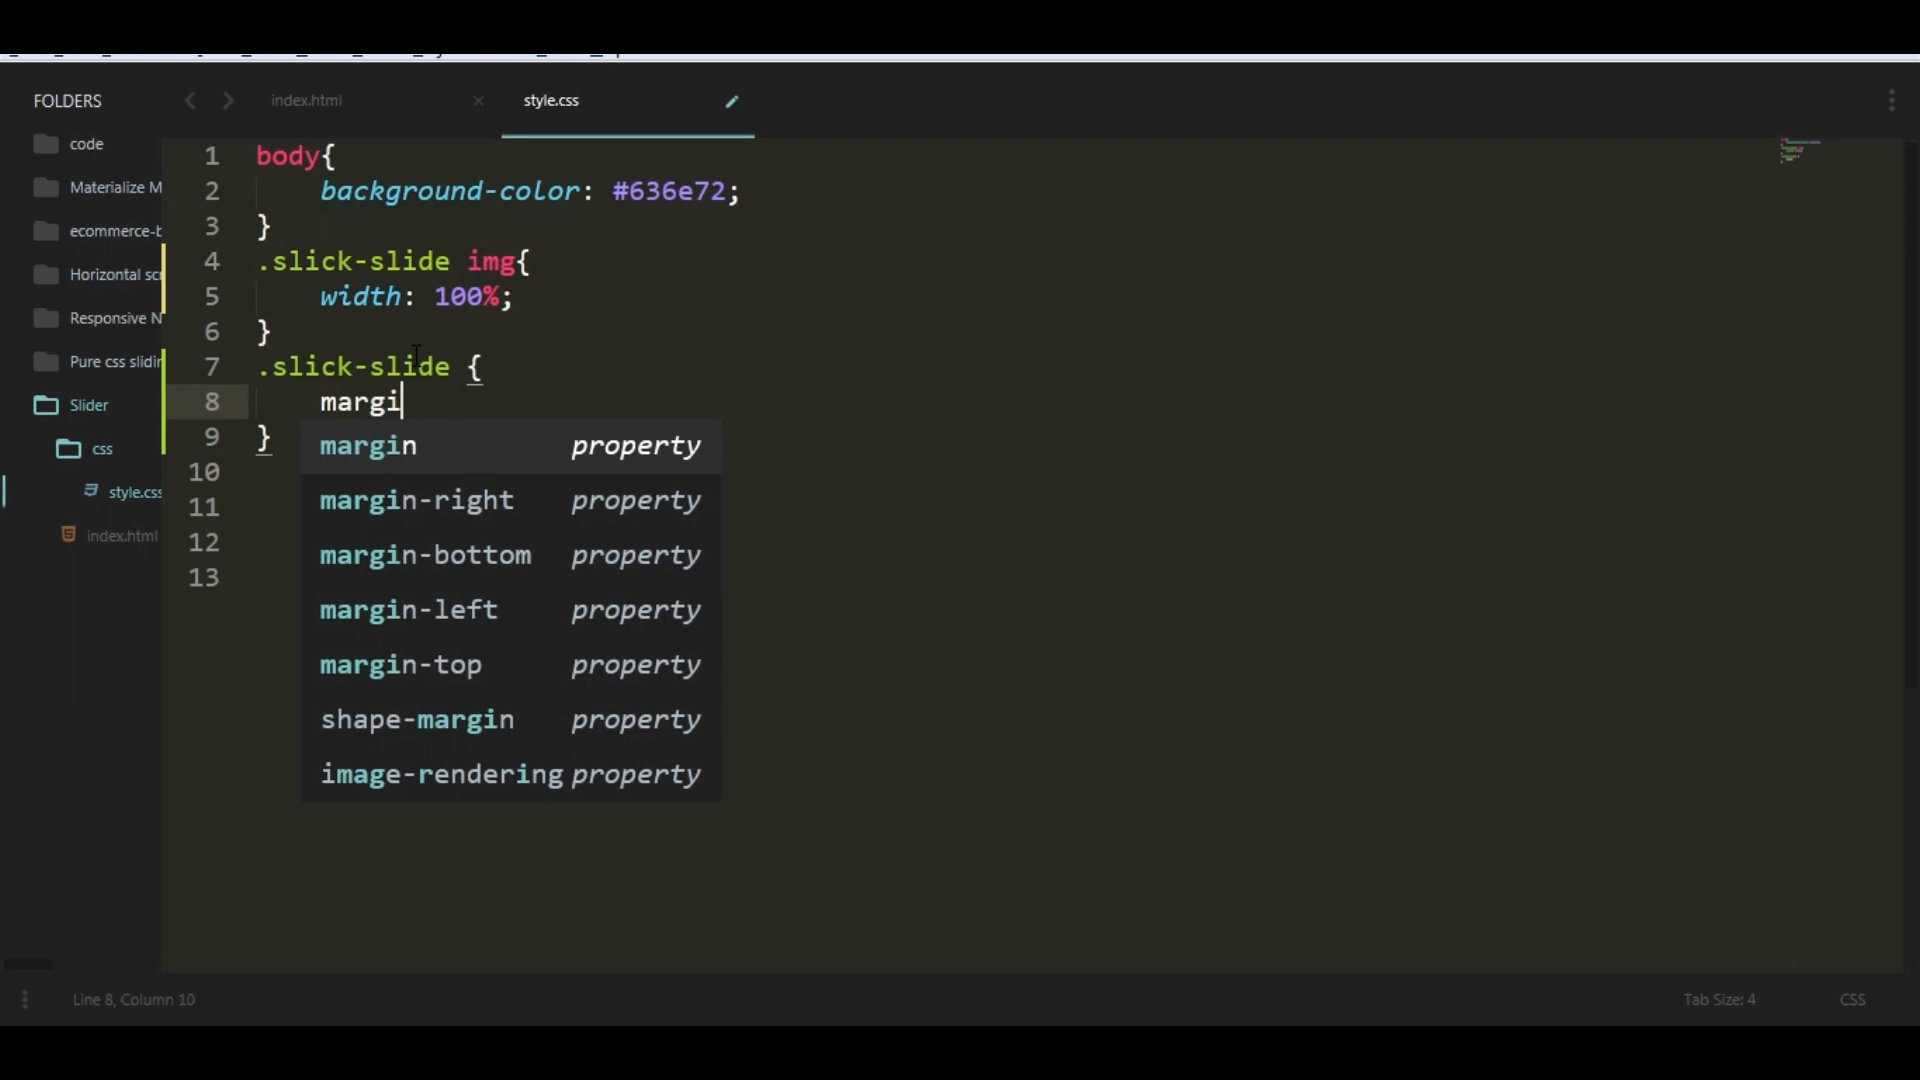 FOLDERS
code
Materialize M
ecommerce-b
Horizontal scr
Responsive N
Pure css slidin
Slider
css
style.css
index.html
index.html ×
style.css
1 body{
2 background-color: #636e72;
3 }
4 .slick-slide img{
5 width: 100%;
6 }
7 .slick-slide {
8 margi
9 }
10
11
12
13
margin property
margin-right property
margin-bottom property
margin-left property
margin-top property
shape-margin property
image-rendering property
Line 8, Column 10
Tab Size: 4
CSS